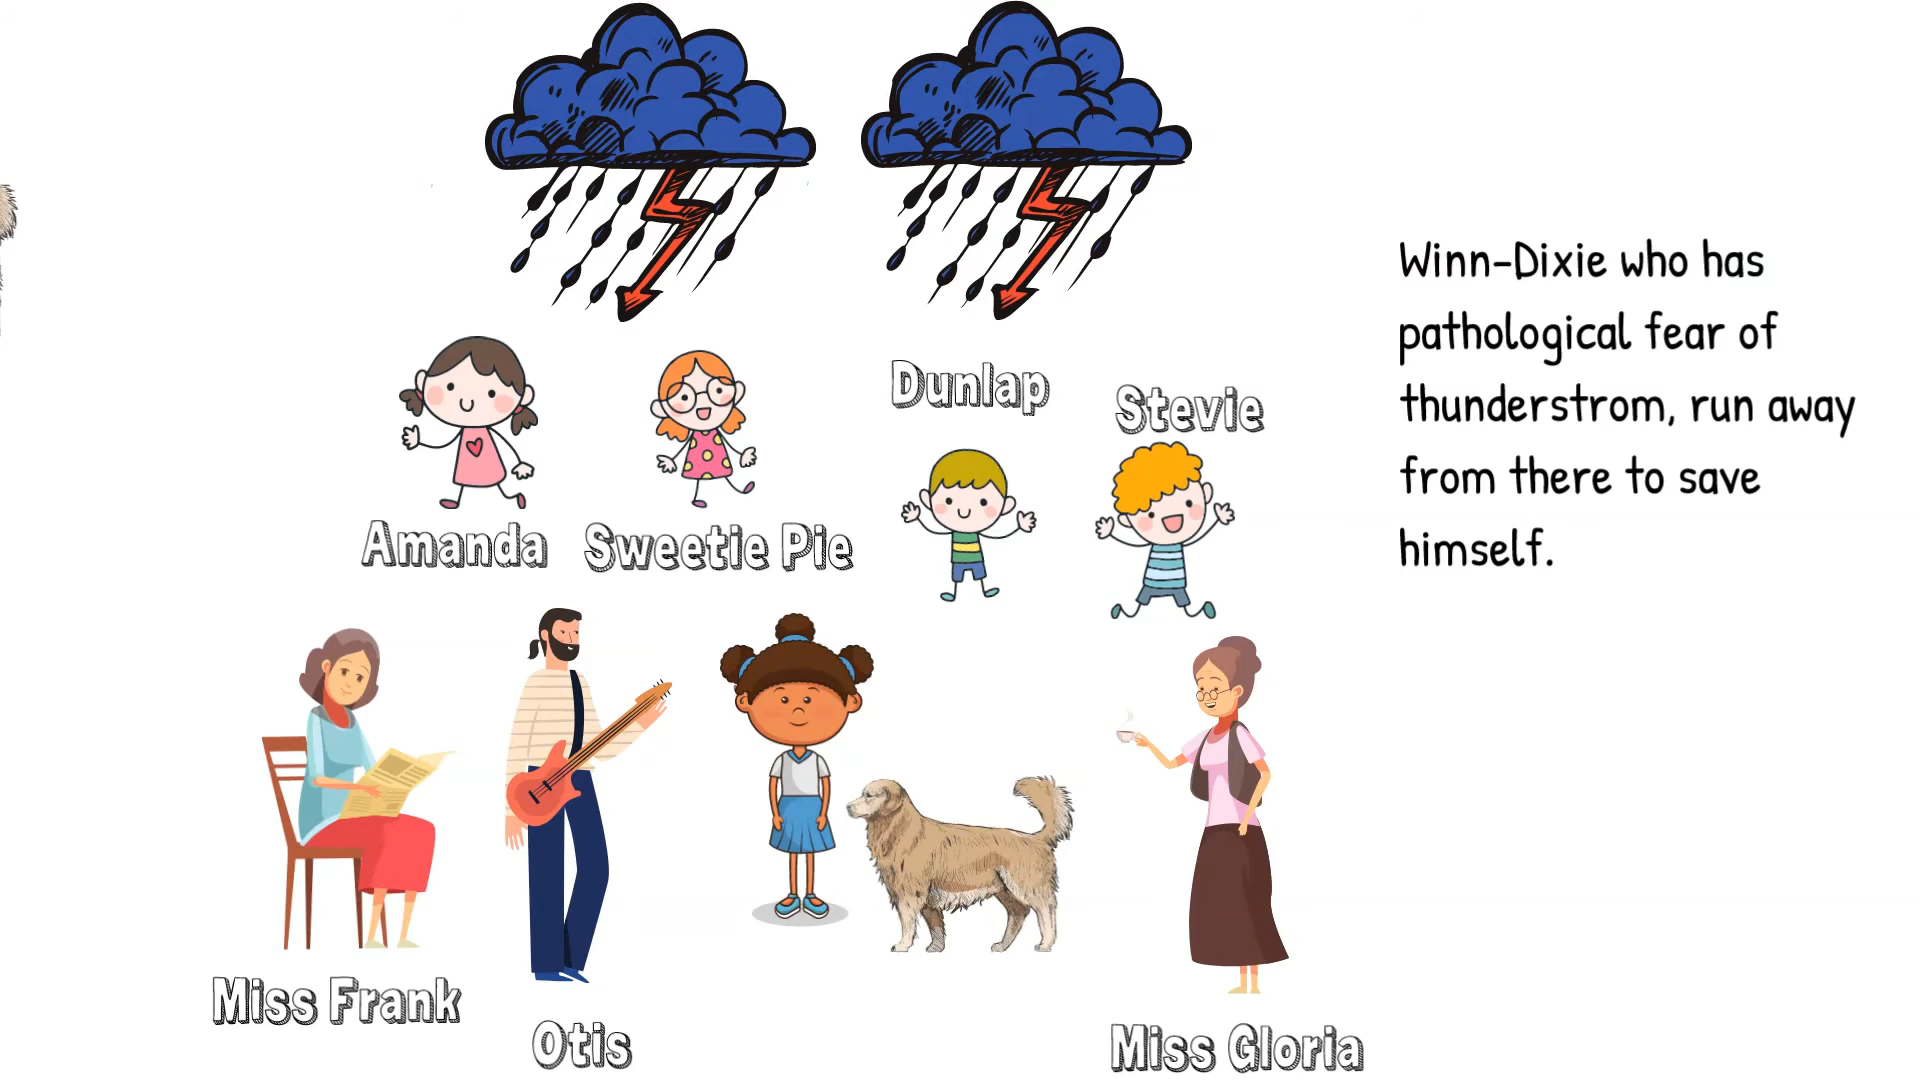 Dunlap
Stevie
Winn-Dixie who has
pathological fear of
thunderstrom, run away
from there to save
himself.
Amanda
Sweetie Pie
Miss Frank
Otis
Miss Gloria